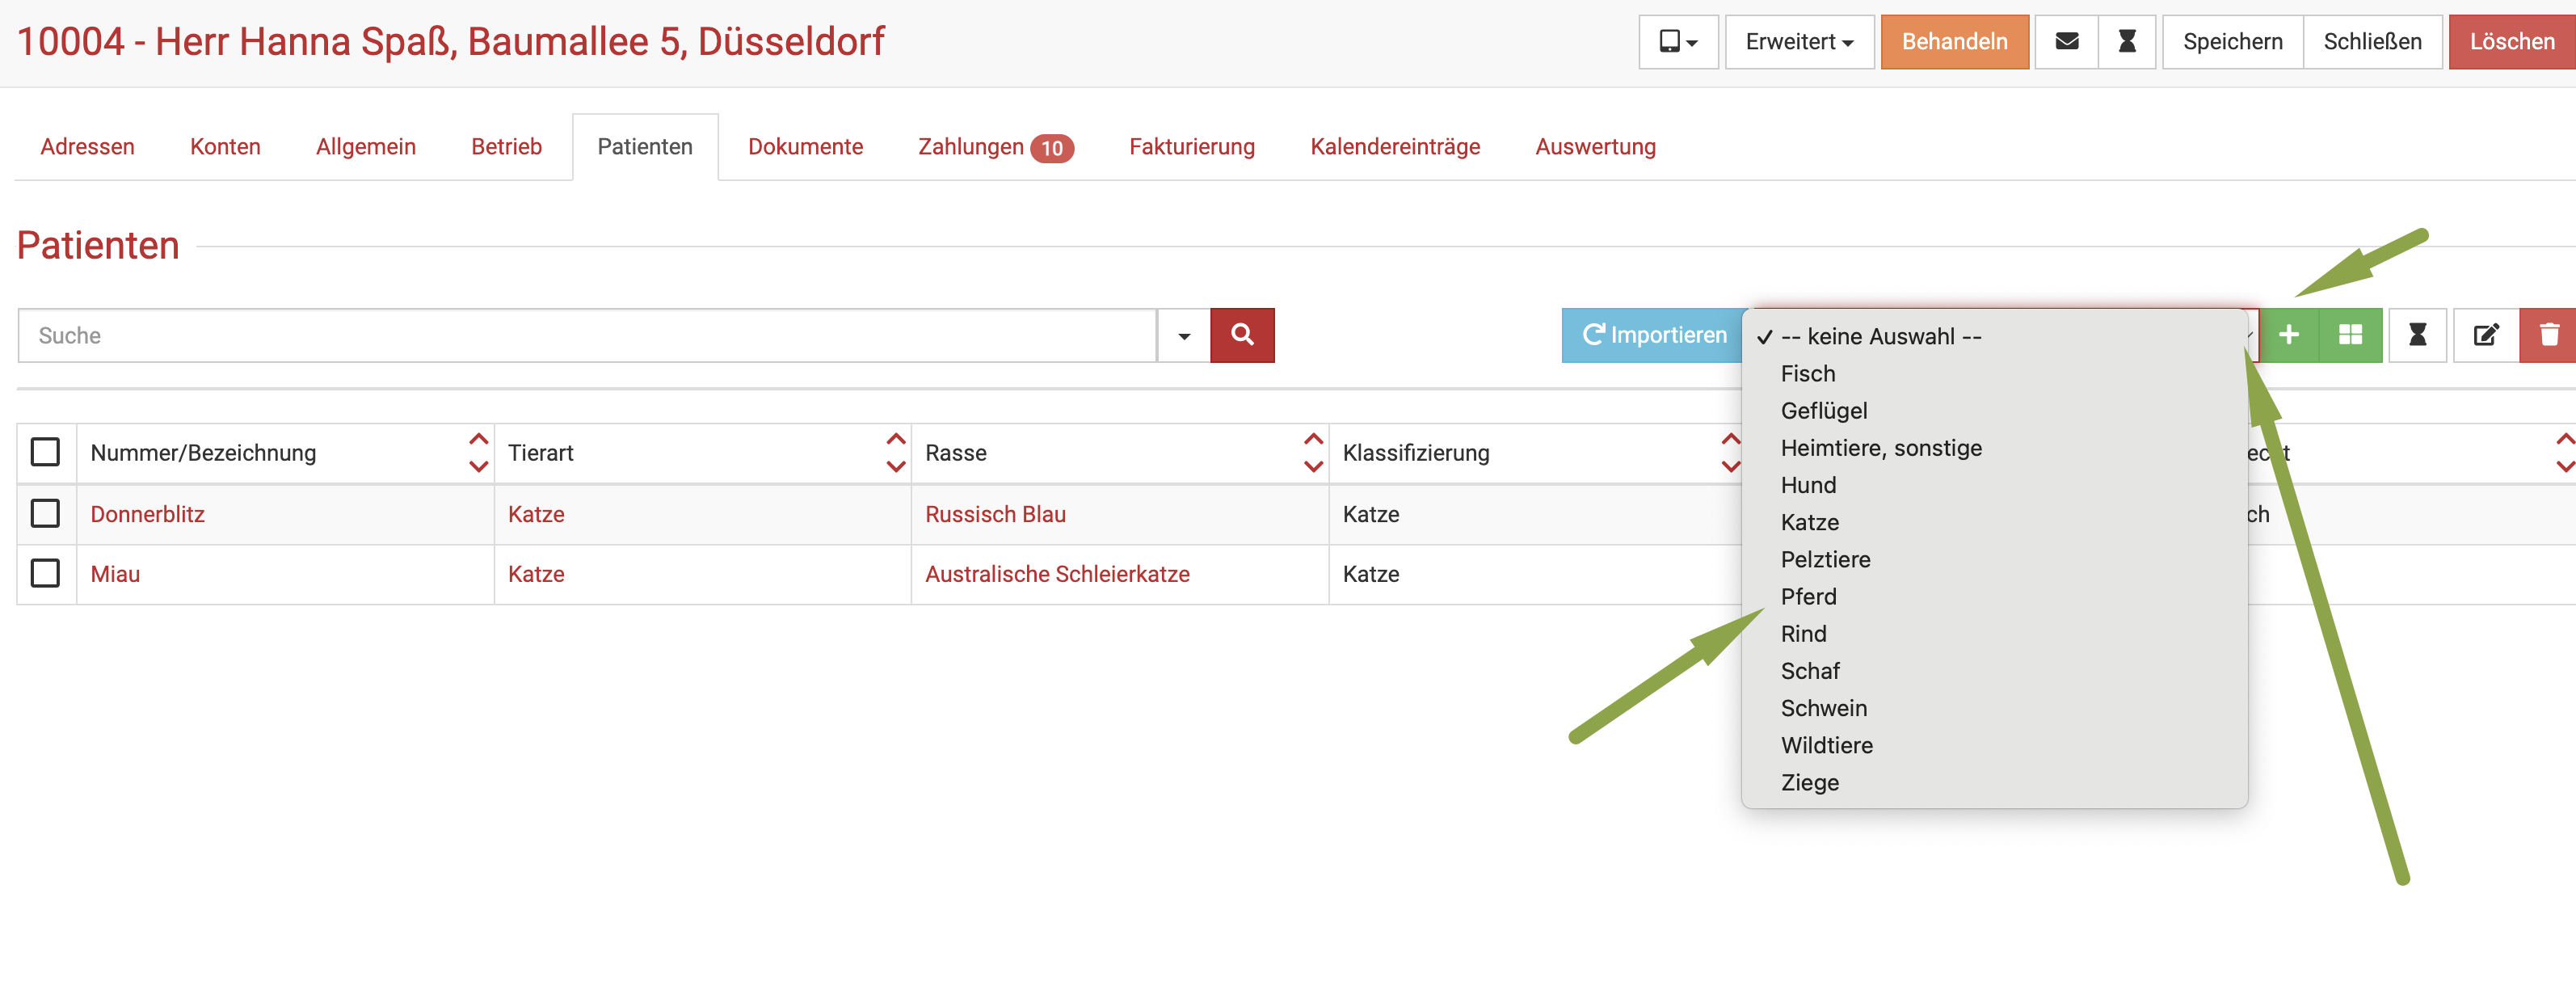 10004 - Herr Hanna Spaß, Baumallee 5, Düsseldorf
Erweitert
Behandeln
Speichern
Schließen
Löschen
Adressen
Konten
Allgemein
Betrieb
Patienten
Dokumente
Zahlungen 10
Fakturierung
Kalendereinträge
Auswertung
Patienten
Suche
Importieren
-- keine Auswahl --
Fisch
Geflügel
Heimtiere, sonstige
Hund
Katze
Pelztiere
Pferd
Rind
Schaf
Schwein
Wildtiere
Ziege
Nummer/Bezeichnung
Tierart
Rasse
Klassifizierung
Donnerblitz
Katze
Russisch Blau
Katze
Miau
Katze
Australische Schleierkatze
Katze